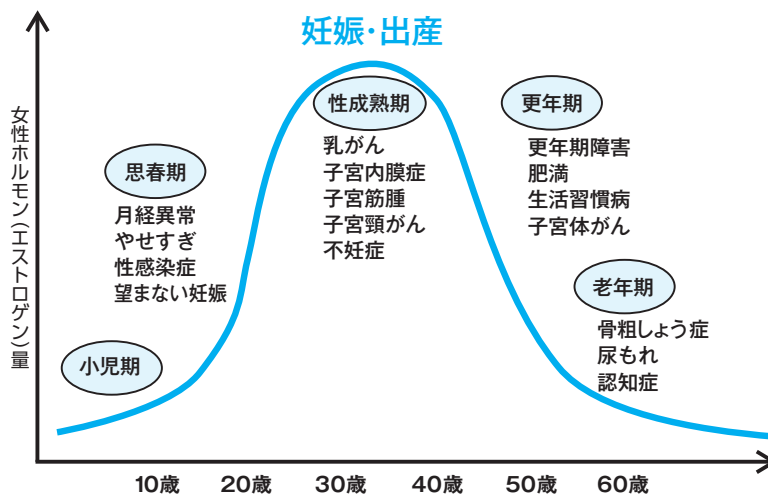 妊娠・出産
女性ホルモン(エストロゲン)量
小児期
思春期
月経異常
やせすぎ
性感染症
望まない妊娠
性成熟期
乳がん
子宮内膜症
子宮筋腫
子宮頸がん
不妊症
更年期
更年期障害
肥満
生活習慣病
子宮体がん
老年期
骨粗しょう症
尿もれ
認知症
10歳 20歳 30歳 40歳 50歳 60歳